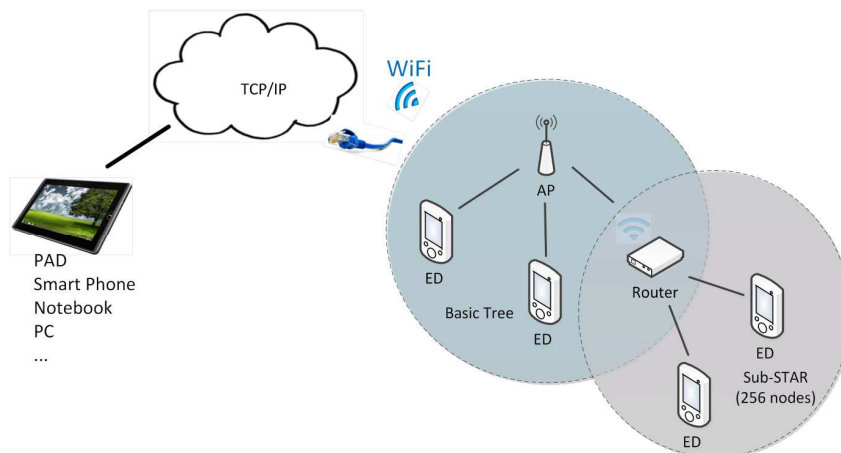 WiFi
TCP/IP
AP
PAD
Smart Phone
Notebook
PC
...
ED
Basic Tree
ED
Router
ED
Sub-STAR
(256 nodes)
ED